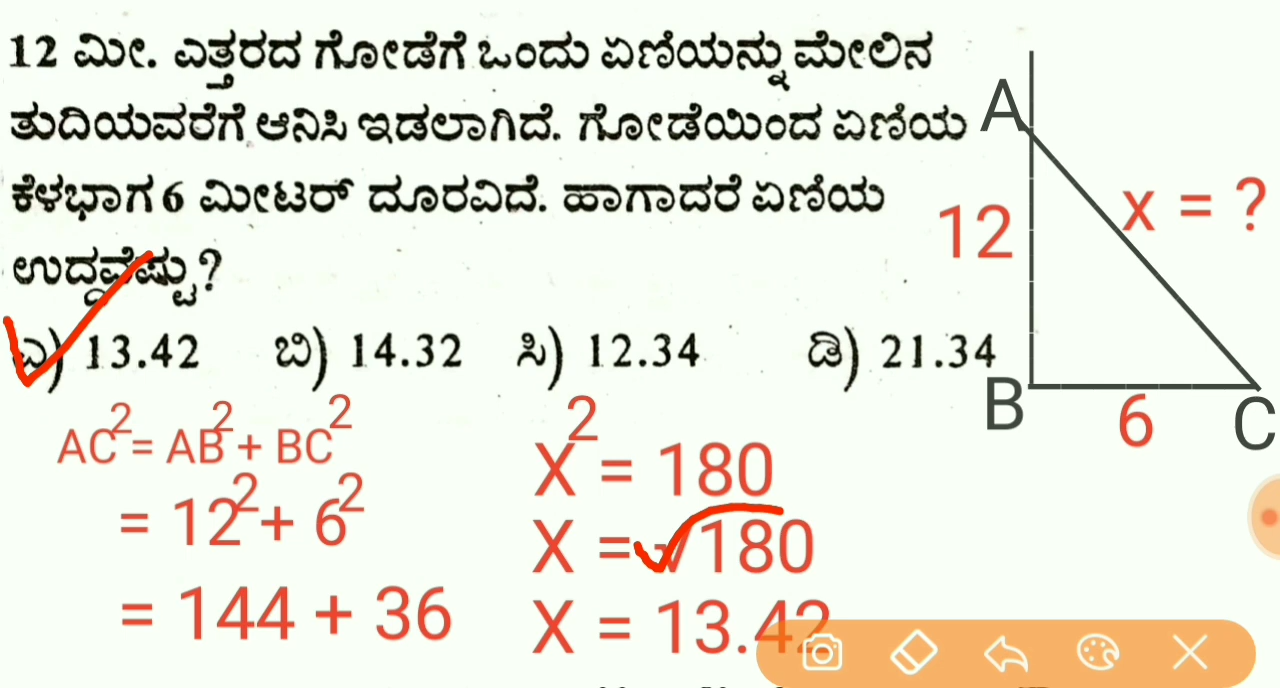 12 ಮೀ. ಎತ್ತರದ ಗೋಡೆಗೆ ಒಂದು ಏಣಿಯನ್ನು ಮೇಲಿನ
ತುದಿಯವರೆಗೆ ಆನಿಸಿ ಇಡಲಾಗಿದೆ. ಗೋಡೆಯಿಂದ ಏಣಿಯ
ಕೆಳಭಾಗ 6 ಮೀಟರ್ ದೂರವಿದೆ. ಹಾಗಾದರೆ ಏಣಿಯ
ಉದ್ದವೆಷ್ಟು?
ಎ) 13.42 ಬಿ) 14.32 ಸಿ) 12.34 ಡಿ) 21.34
A
12
x = ?
B
6
C
AC² = AB² + BC²
= 12² + 6²
= 144 + 36
X² = 180
X = √180
X = 13.42